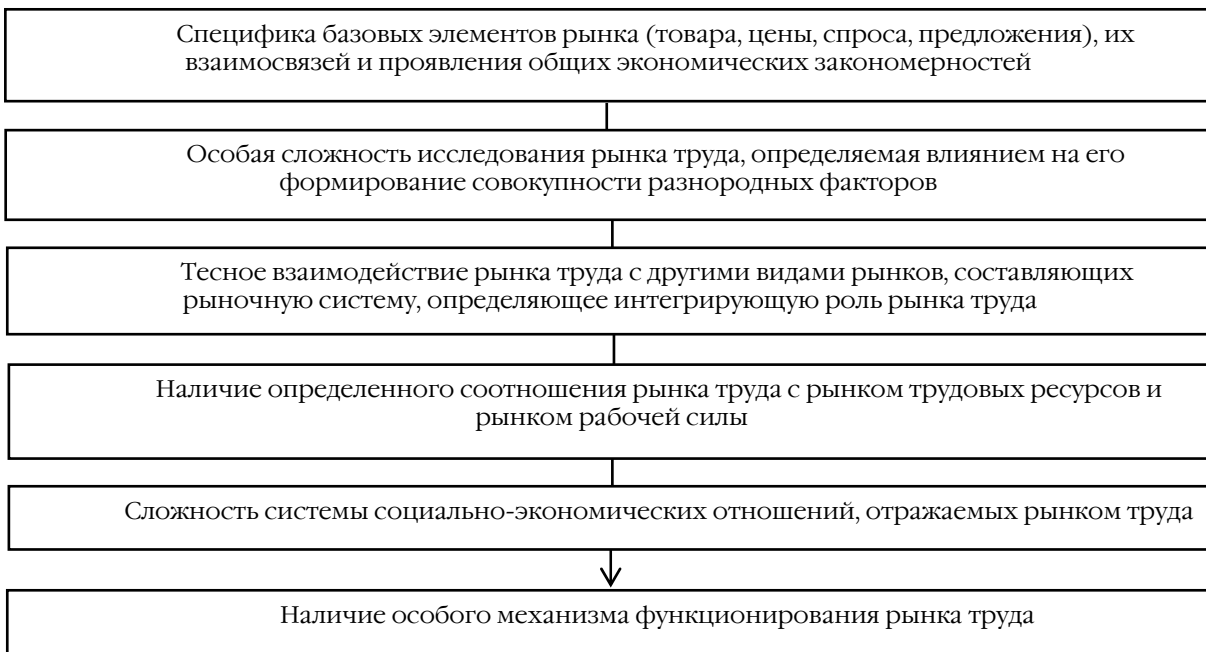 Специфика базовых элементов рынка (товара, цены, спроса, предложения), их
взаимосвязей и проявления общих экономических закономерностей
Особая сложность исследования рынка труда, определяемая влиянием на его
формирование совокупности разнородных факторов
Тесное взаимодействие рынка труда с другими видами рынков, составляющих
рыночную систему, определяющее интегрирующую роль рынка труда
Наличие определенного соотношения рынка труда с рынком трудовых ресурсов и
рынком рабочей силы
Сложность системы социально-экономических отношений, отражаемых рынком труда
Наличие особого механизма функционирования рынка труда